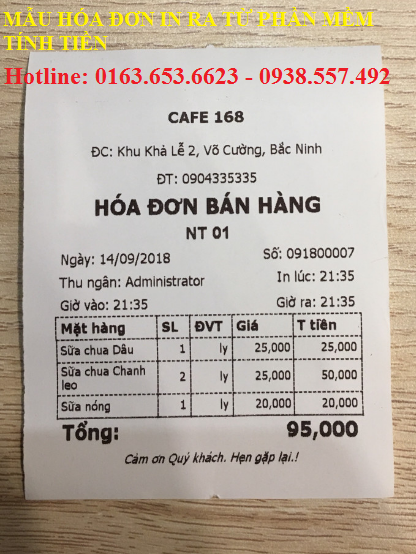 MẪU HÓA ĐƠN IN RA TỪ PHẦN MỀM
TÍNH TIỀN
Hotline: 0163.653.6623 - 0938.557.492
CAFE 168
ĐC: Khu Khả Lễ 2, Võ Cường, Bắc Ninh
ĐT: 0904335335
HÓA ĐƠN BÁN HÀNG
NT 01
Ngày: 14/09/2018 Số: 091800007
Thu ngân: Administrator In lúc: 21:35
Giờ vào: 21:35 Giờ ra: 21:35
Mặt hàng SL ĐVT Giá T tiền
Sữa chua Dâu 1 ly 25,000 25,000
Sữa chua Chanh 2 ly 25,000 50,000
leo
Sữa nóng 1 ly 20,000 20,000
Tổng: 95,000
Cảm ơn Quý khách. Hẹn gặp lại.!